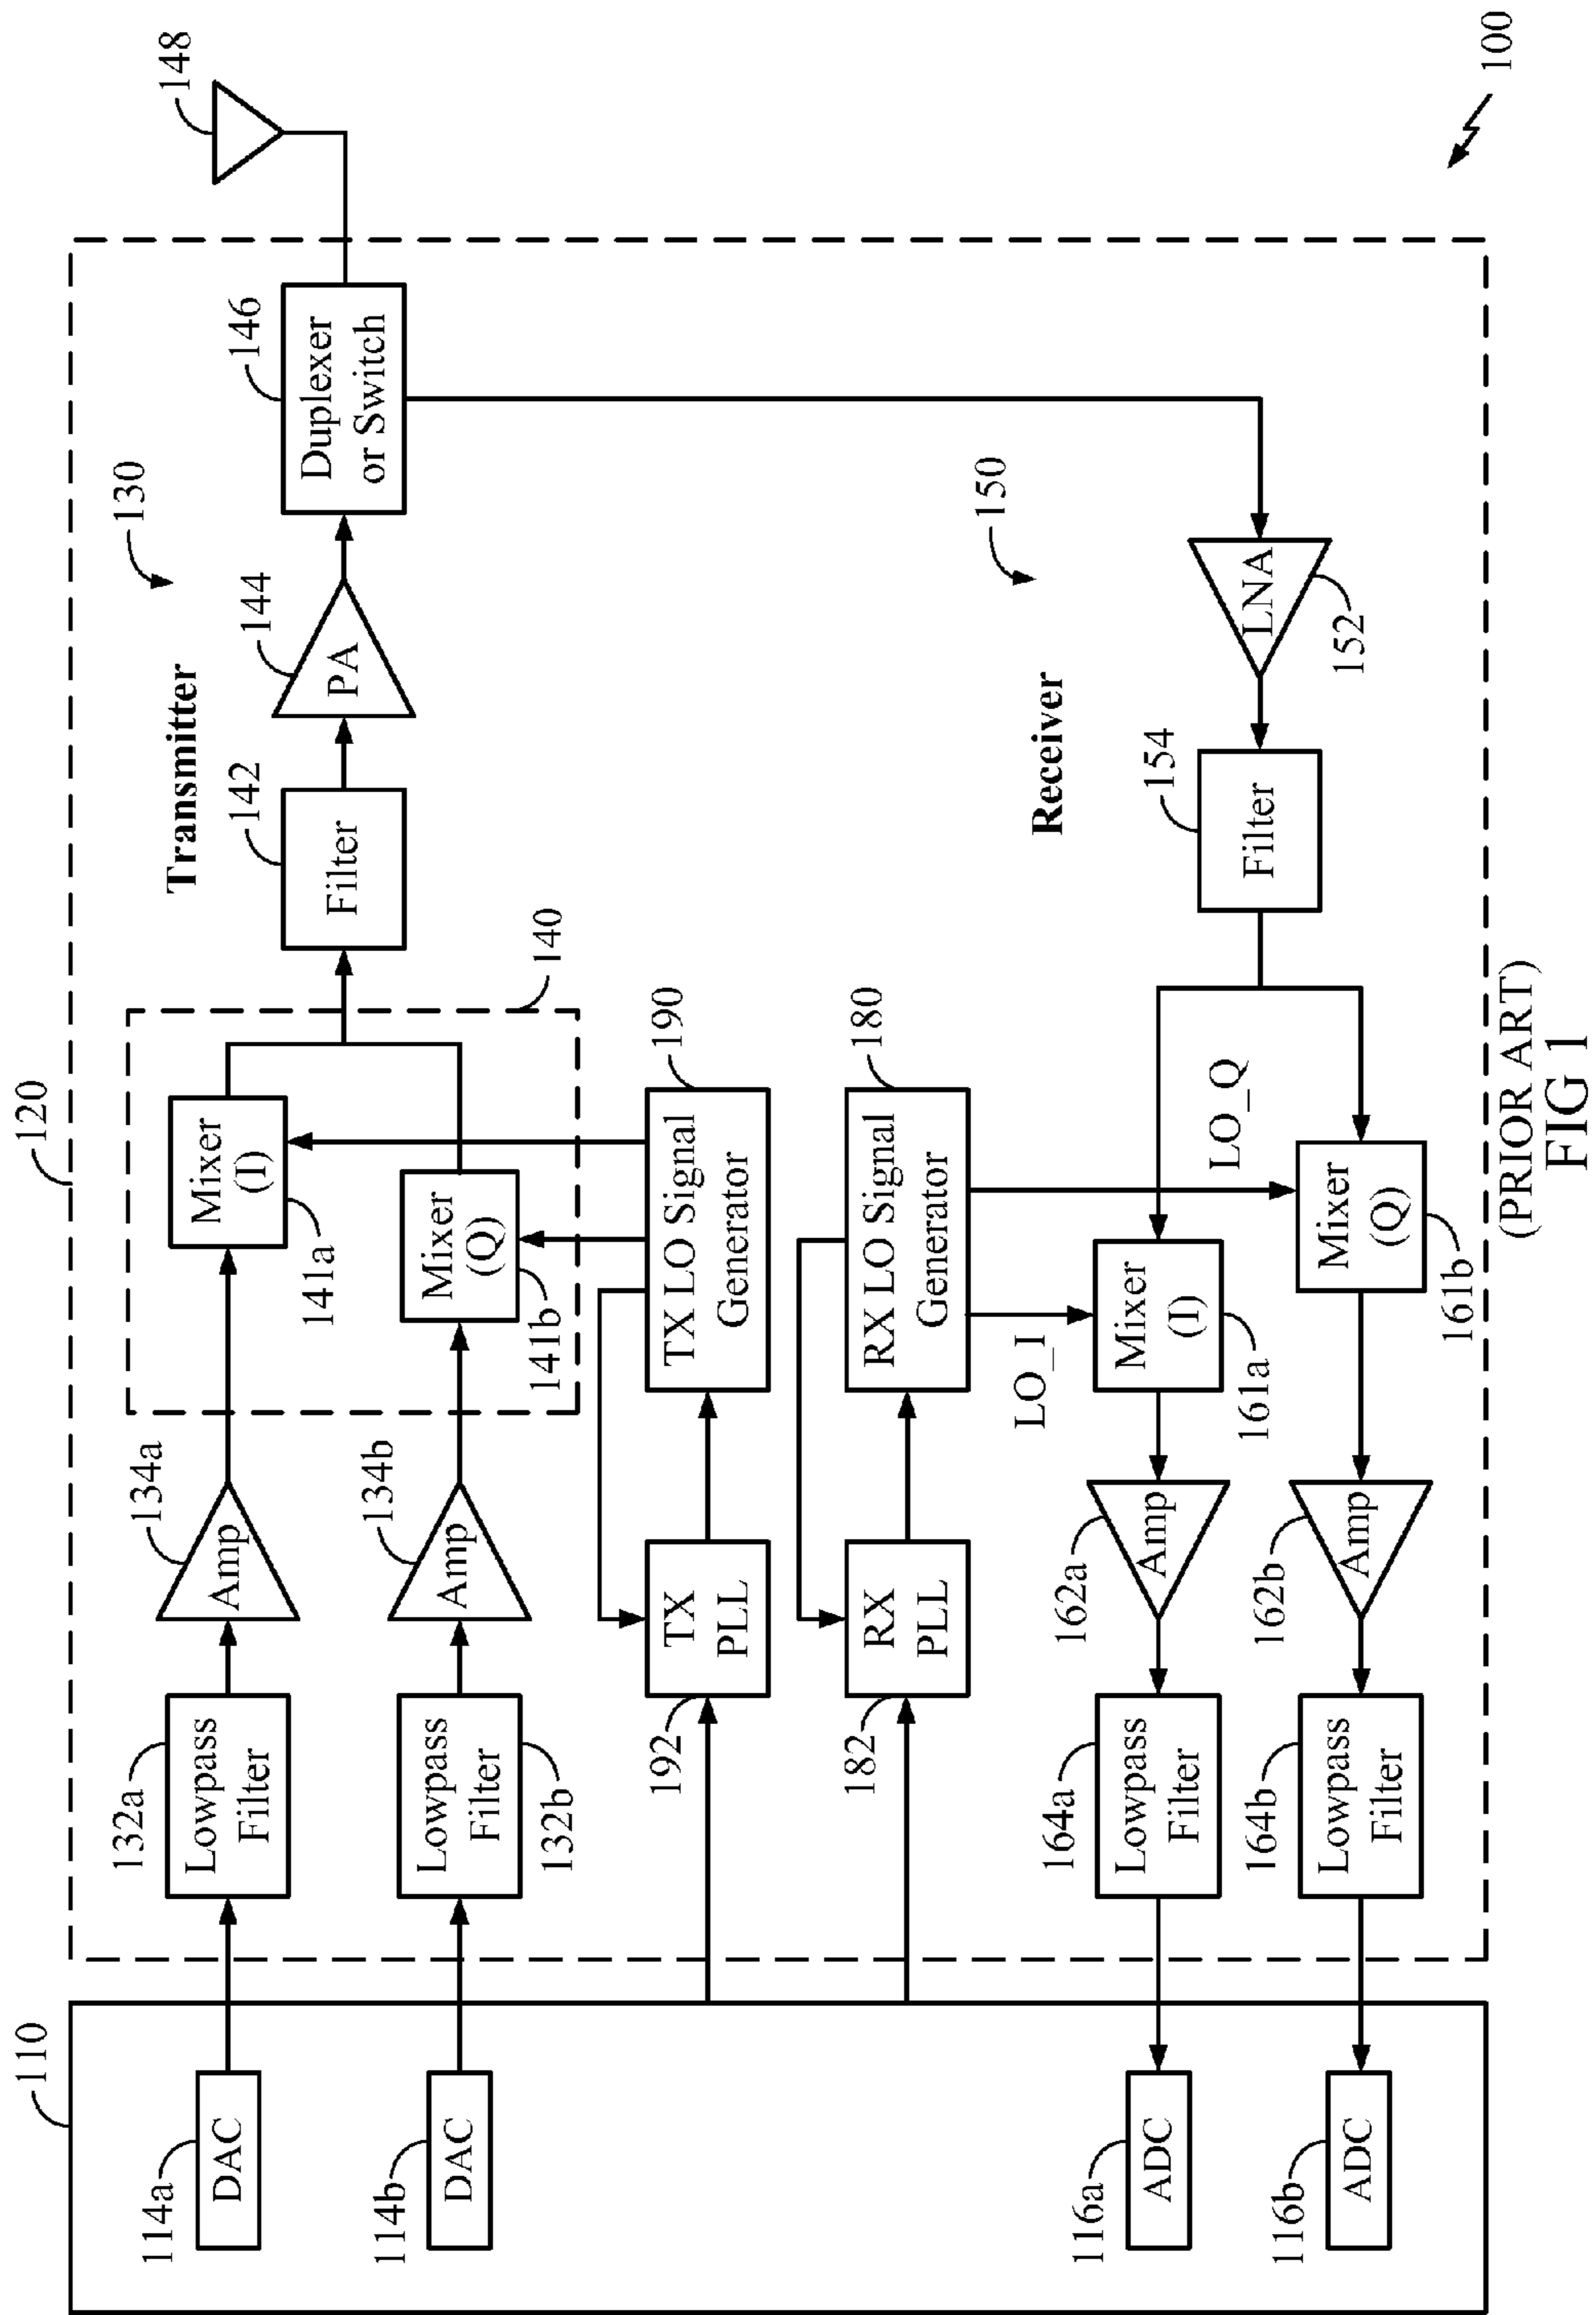 100
148
120
130
Transmitter
146
Duplexer
or Switch
144
PA
142
Filter
140
Mixer
(I)
141a
Mixer
(Q)
141b
134a
Amp
134b
Amp
132a
Lowpass
Filter
132b
Lowpass
Filter
110
114a
DAC
114b
DAC
190
TX LO Signal
Generator
TX
PLL
192
180
RX LO Signal
Generator
RX
PLL
182
150
Receiver
LNA
152
154
Filter
LO_Q
LO_I
Mixer
(I)
161a
Mixer
(Q)
161b
162a
Amp
162b
Amp
164a
Lowpass
Filter
164b
Lowpass
Filter
116a
ADC
116b
ADC
(PRIOR ART)
FIG 1